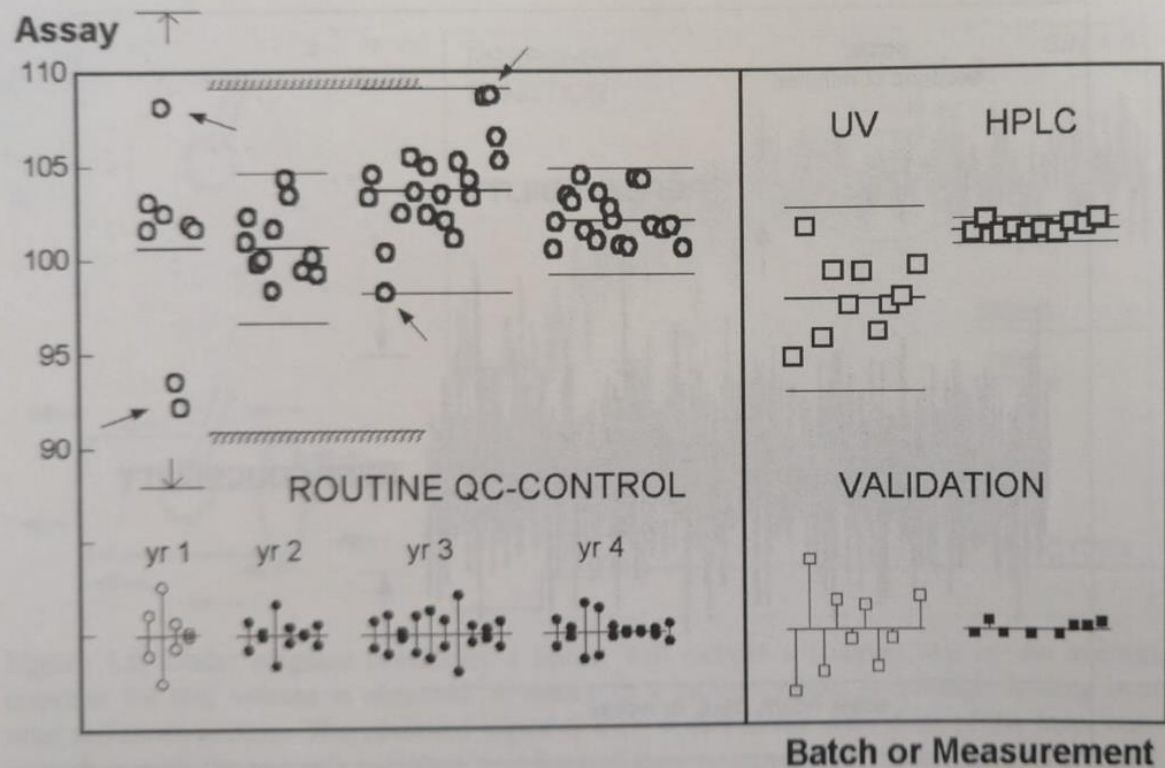 Assay
110
105
100
95
90
UV HPLC
ROUTINE QC-CONTROL
VALIDATION
yr 1 yr 2 yr 3 yr 4
Batch or Measurement